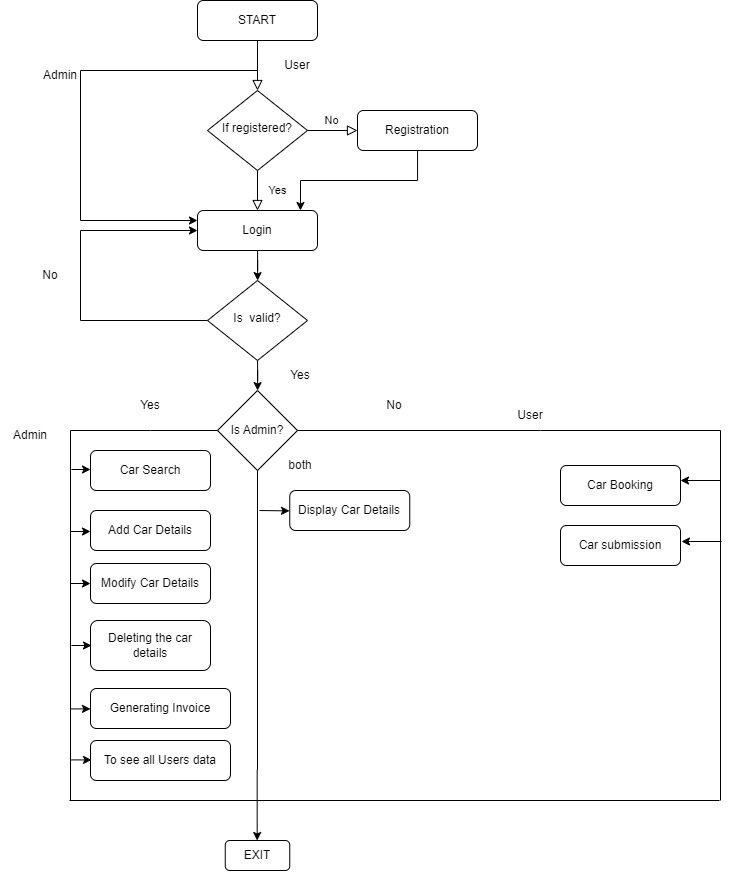 START
User
Admin
If registered?
No
Registration
Yes
Login
No
Is  valid?
Yes
Yes
No
User
Admin
Is Admin?
both
Car Search
Display Car Details
Car Booking
Add Car Details
Car submission
Modify Car Details
Deleting the car
details
Generating Invoice
To see all Users data
EXIT